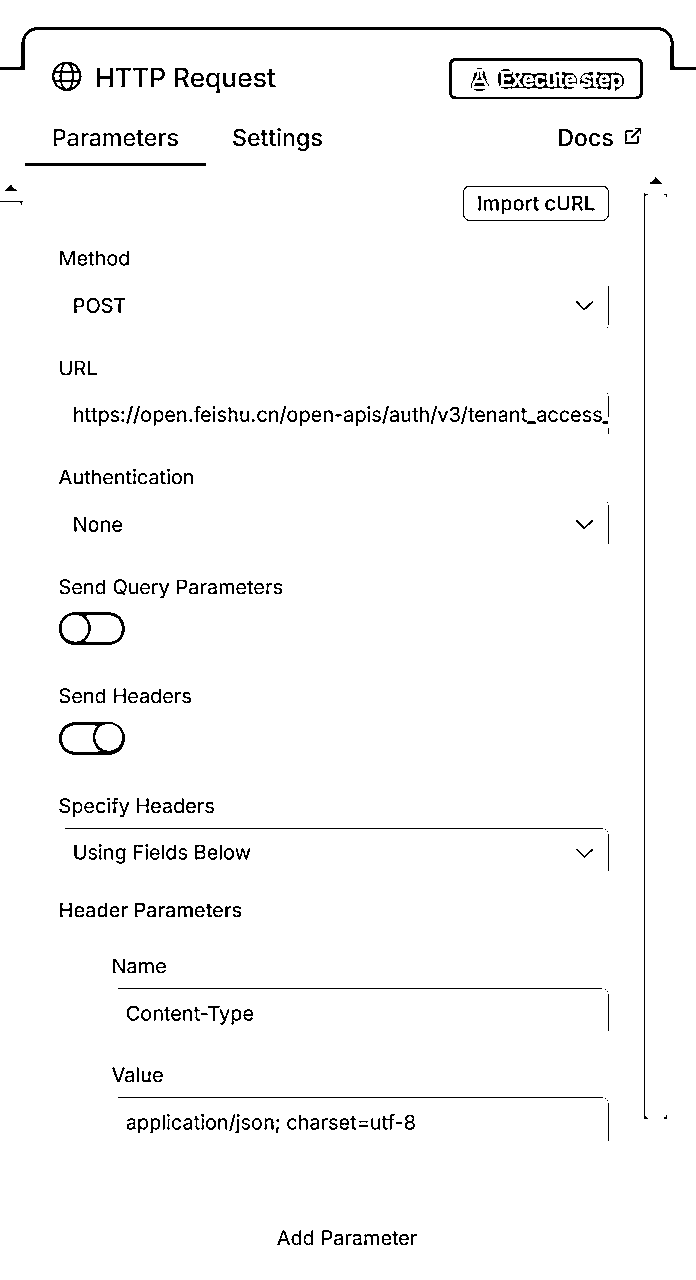 HTTP Request
Execute step
Parameters
Settings
Docs
Import cURL
Method
POST
URL
https://open.feishu.cn/open-apis/auth/v3/tenant_access_
Authentication
None
Send Query Parameters
Send Headers
Specify Headers
Using Fields Below
Header Parameters
Name
Content-Type
Value
application/json; charset=utf-8
Add Parameter